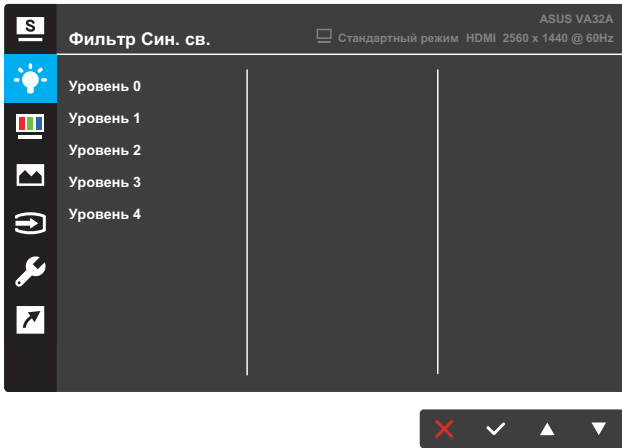 S
ASUS VA32A
Фильтр Син. св.
Стандартный режим HDMI 2560 x 1440 @ 60Hz
Уровень 0
Уровень 1
Уровень 2
Уровень 3
Уровень 4